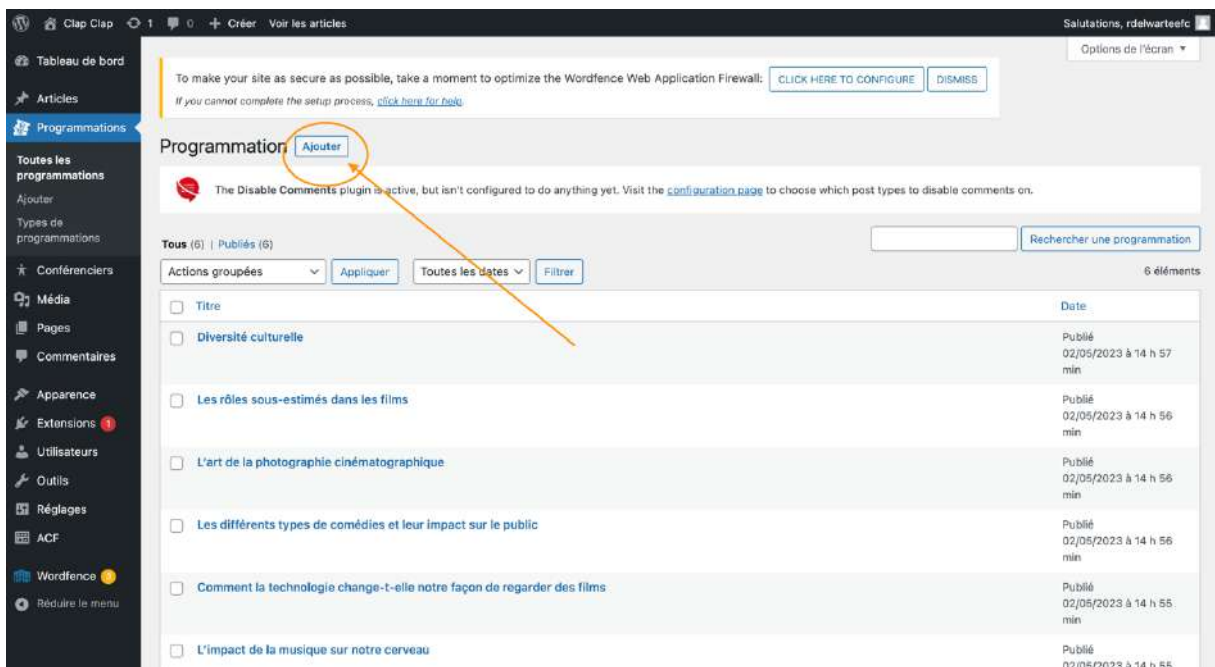 Clap Clap 1 0 + Créer Voir les articles Salutations, rdelwarteefc
Options de l'écran ▼
Tableau de bord
Articles
Programmations
Toutes les
programmations
Ajouter
Types de
programmations
Conférenciers
Média
Pages
Commentaires
Apparence
Extensions 1
Utilisateurs
Outils
Réglages
ACF
Wordfence
Réduire le menu
To make your site as secure as possible, take a moment to optimize the Wordfence Web Application Firewall: CLICK HERE TO CONFIGURE DISMISS
If you cannot complete the setup process, click here for help.
Programmation Ajouter
The Disable Comments plugin is active, but isn't configured to do anything yet. Visit the configuration page to choose which post types to disable comments on.
Tous (6) | Publiés (6)
Rechercher une programmation
Actions groupées Appliquer Toutes les dates Filtrer 6 éléments
Titre Date
Diversité culturelle
Publié
02/05/2023 à 14 h 57
min
Les rôles sous-estimés dans les films
Publié
02/05/2023 à 14 h 56
min
L'art de la photographie cinématographique
Publié
02/05/2023 à 14 h 56
min
Les différents types de comédies et leur impact sur le public
Publié
02/05/2023 à 14 h 56
min
Comment la technologie change-t-elle notre façon de regarder des films
Publié
02/05/2023 à 14 h 55
min
L'impact de la musique sur notre cerveau
Publié
02/05/2023 à 14 h 55